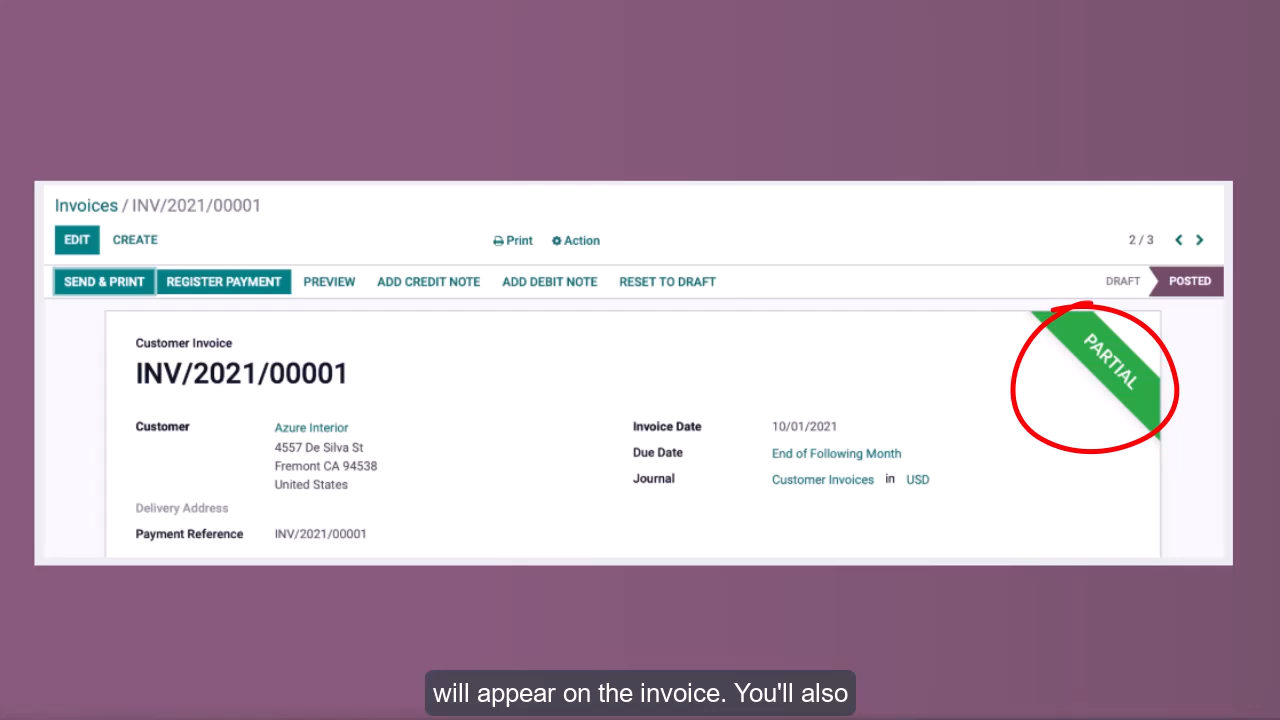 Invoices / INV/2021/00001
EDIT CREATE Print Action 2 / 3
SEND & PRINT REGISTER PAYMENT PREVIEW ADD CREDIT NOTE ADD DEBIT NOTE RESET TO DRAFT DRAFT POSTED
PARTIAL
Customer Invoice
INV/2021/00001
Customer Azure Interior Invoice Date 10/01/2021
4557 De Silva St Due Date End of Following Month
Fremont CA 94538
United States Journal Customer Invoices in USD
Delivery Address
Payment Reference INV/2021/00001
will appear on the invoice. You'll also